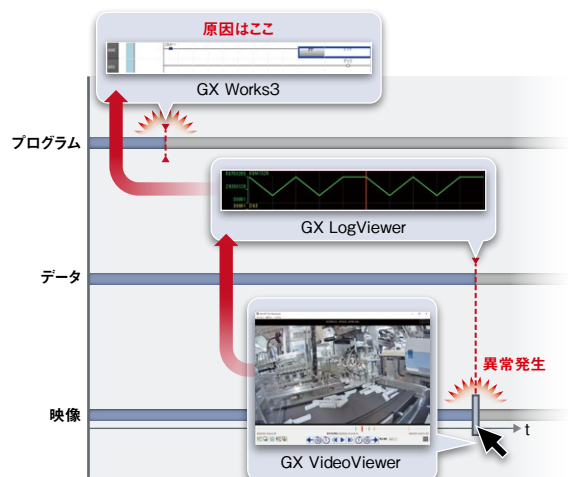 原因はここ
GX Works3
プログラム
GX LogViewer
データ
異常発生
映像
t
GX VideoViewer